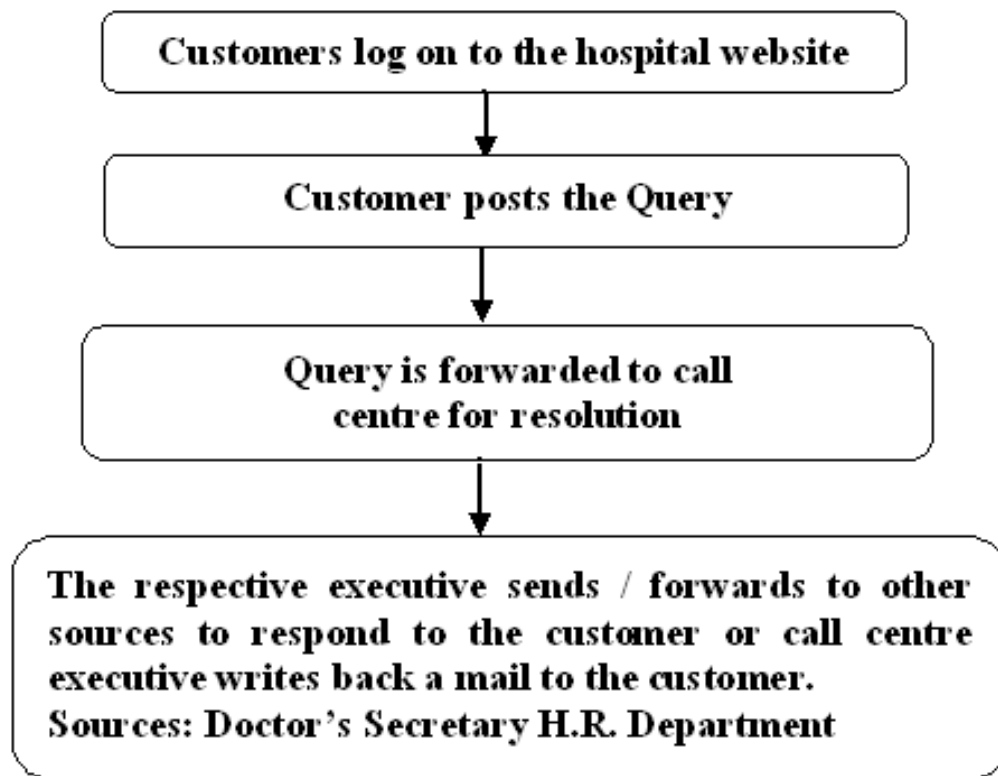 Customers log on to the hospital website
Customer posts the Query
Query is forwarded to call
centre for resolution
The respective executive sends / forwards to other
sources to respond to the customer or call centre
executive writes back a mail to the customer.
Sources: Doctor's Secretary H.R. Department